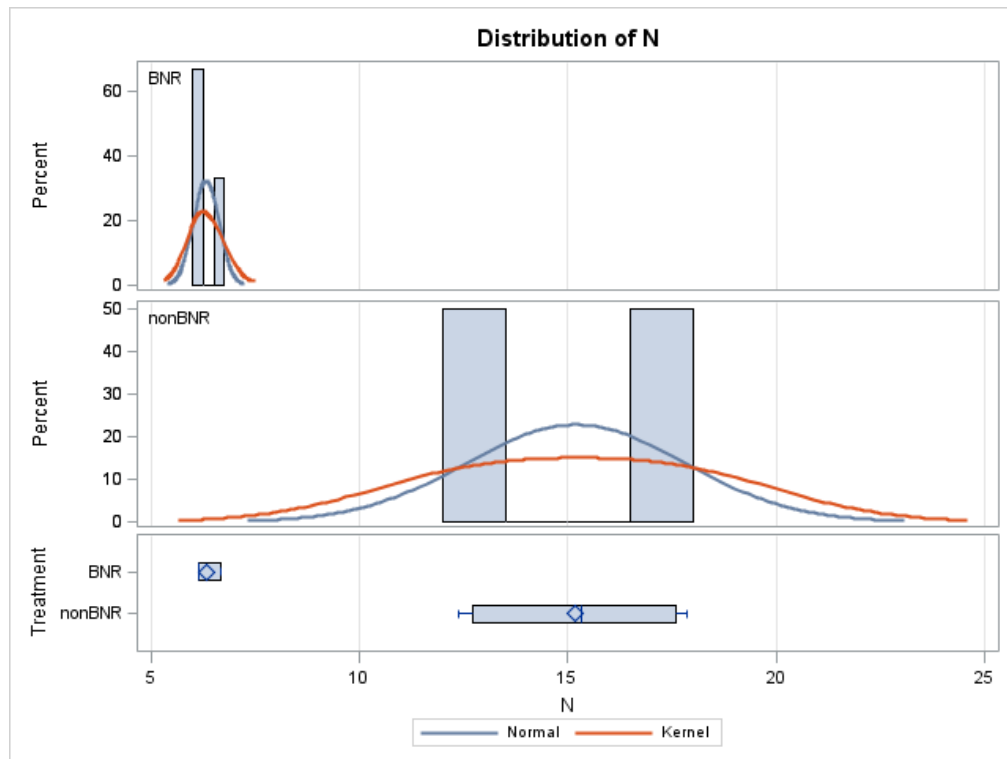 Distribution of N
BNR
Percent
60
40
20
0
nonBNR
Percent
50
40
30
20
10
0
Treatment
BNR
nonBNR
5 10 15 20 25
N
Normal Kernel